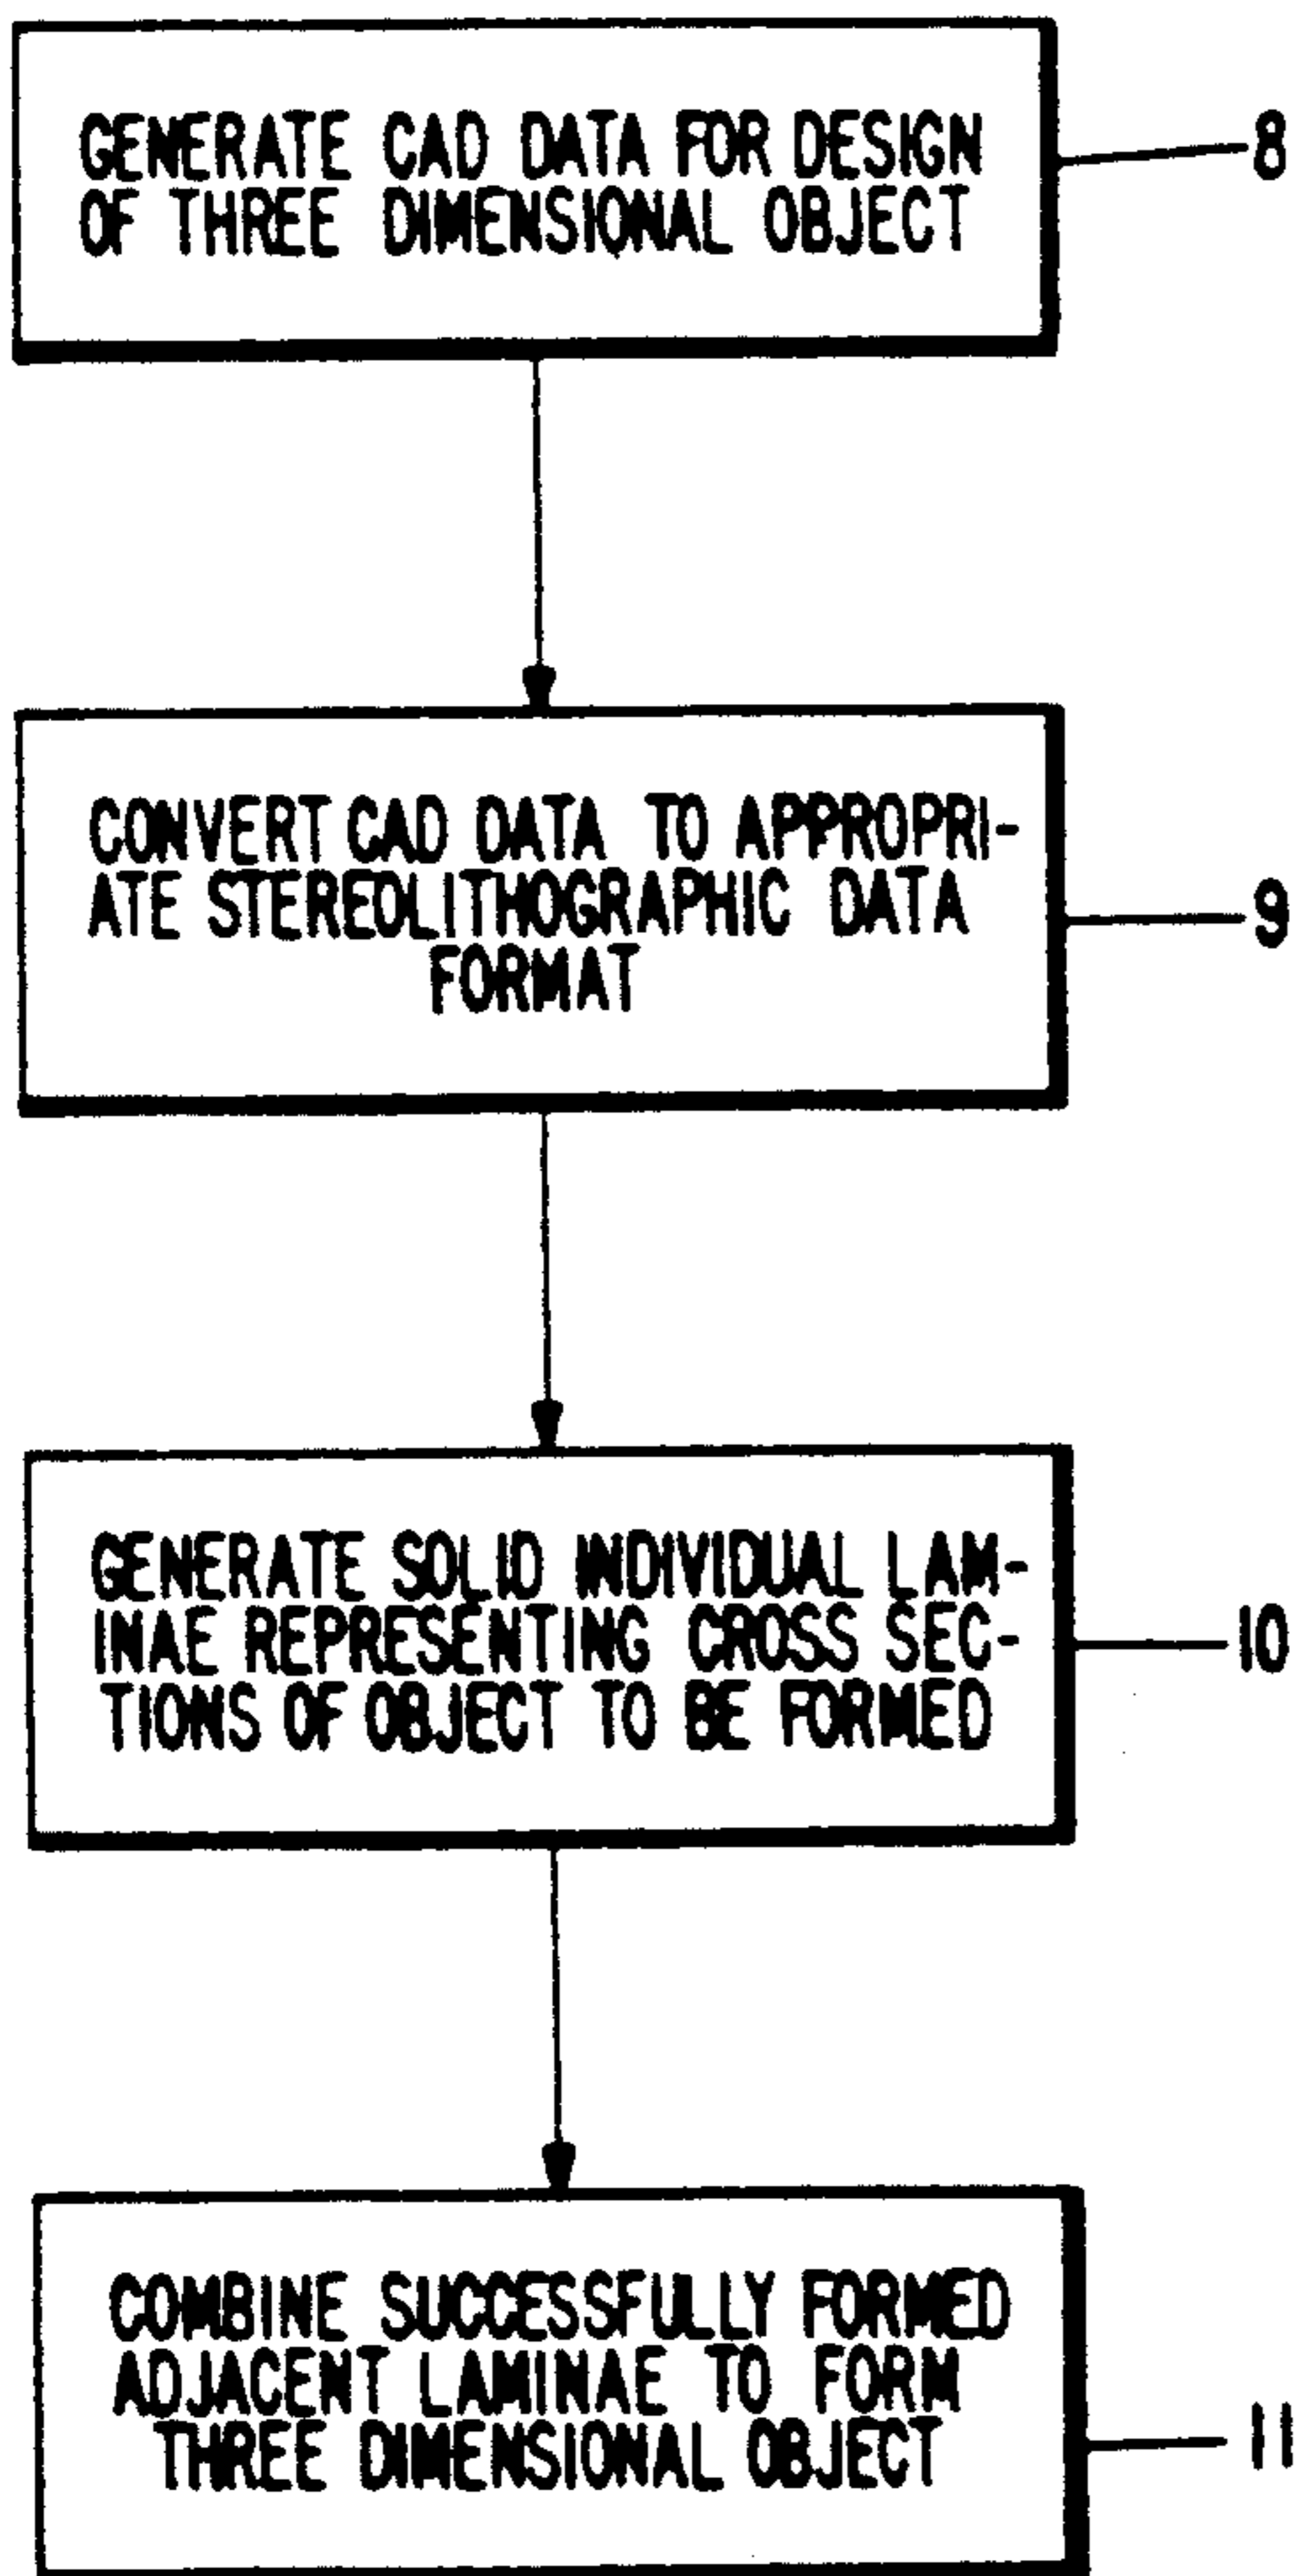 GENERATE CAD DATA FOR DESIGN
OF THREE DIMENSIONAL OBJECT
8
CONVERT CAD DATA TO APPROPRI-
ATE STEREOLITHOGRAPHIC DATA
FORMAT
9
GENERATE SOLID INDIVIDUAL LAM-
INAE REPRESENTING CROSS SEC-
TIONS OF OBJECT TO BE FORMED
10
COMBINE SUCCESSFULLY FORMED
ADJACENT LAMINAE TO FORM
THREE DIMENSIONAL OBJECT
11